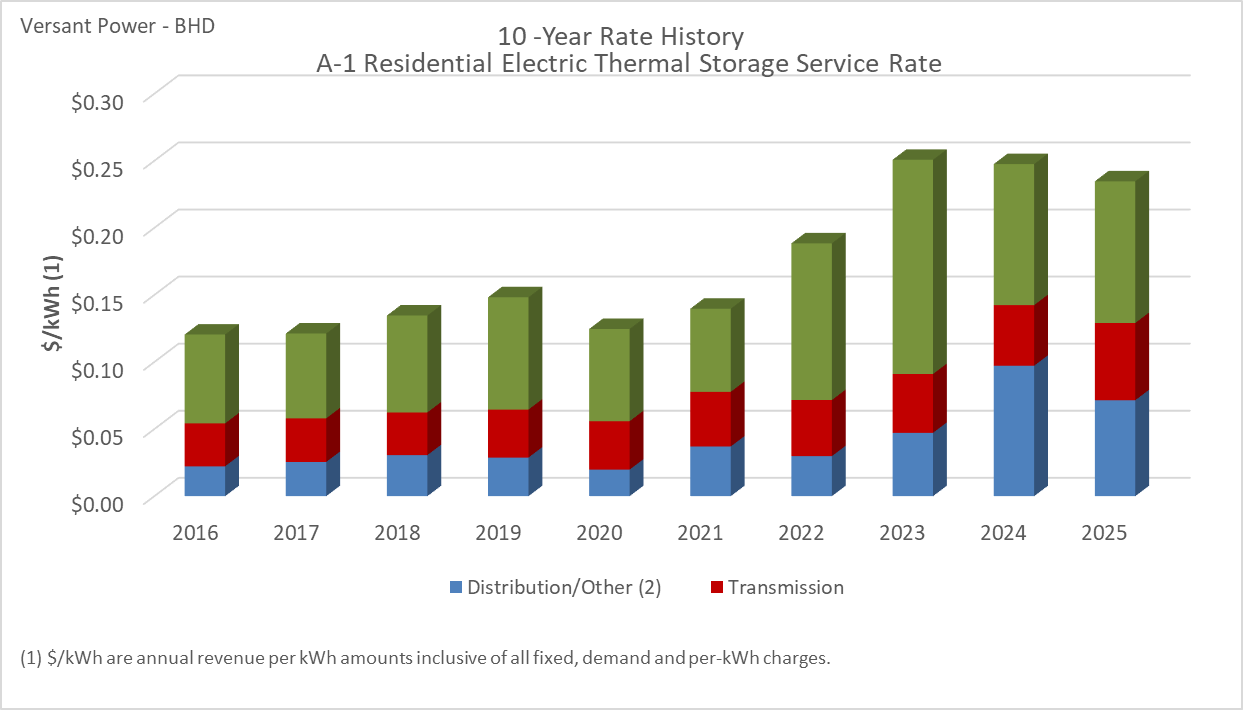 Versant Power - BHD
10 -Year Rate History
A-1 Residential Electric Thermal Storage Service Rate
$0.30
$0.25
$0.20
$0.15
$0.10
$0.05
$0.00
$/kWh (1)
2016 2017 2018 2019 2020 2021 2022 2023 2024 2025
Distribution/Other (2) Transmission
(1) $/kWh are annual revenue per kWh amounts inclusive of all fixed, demand and per-kWh charges.